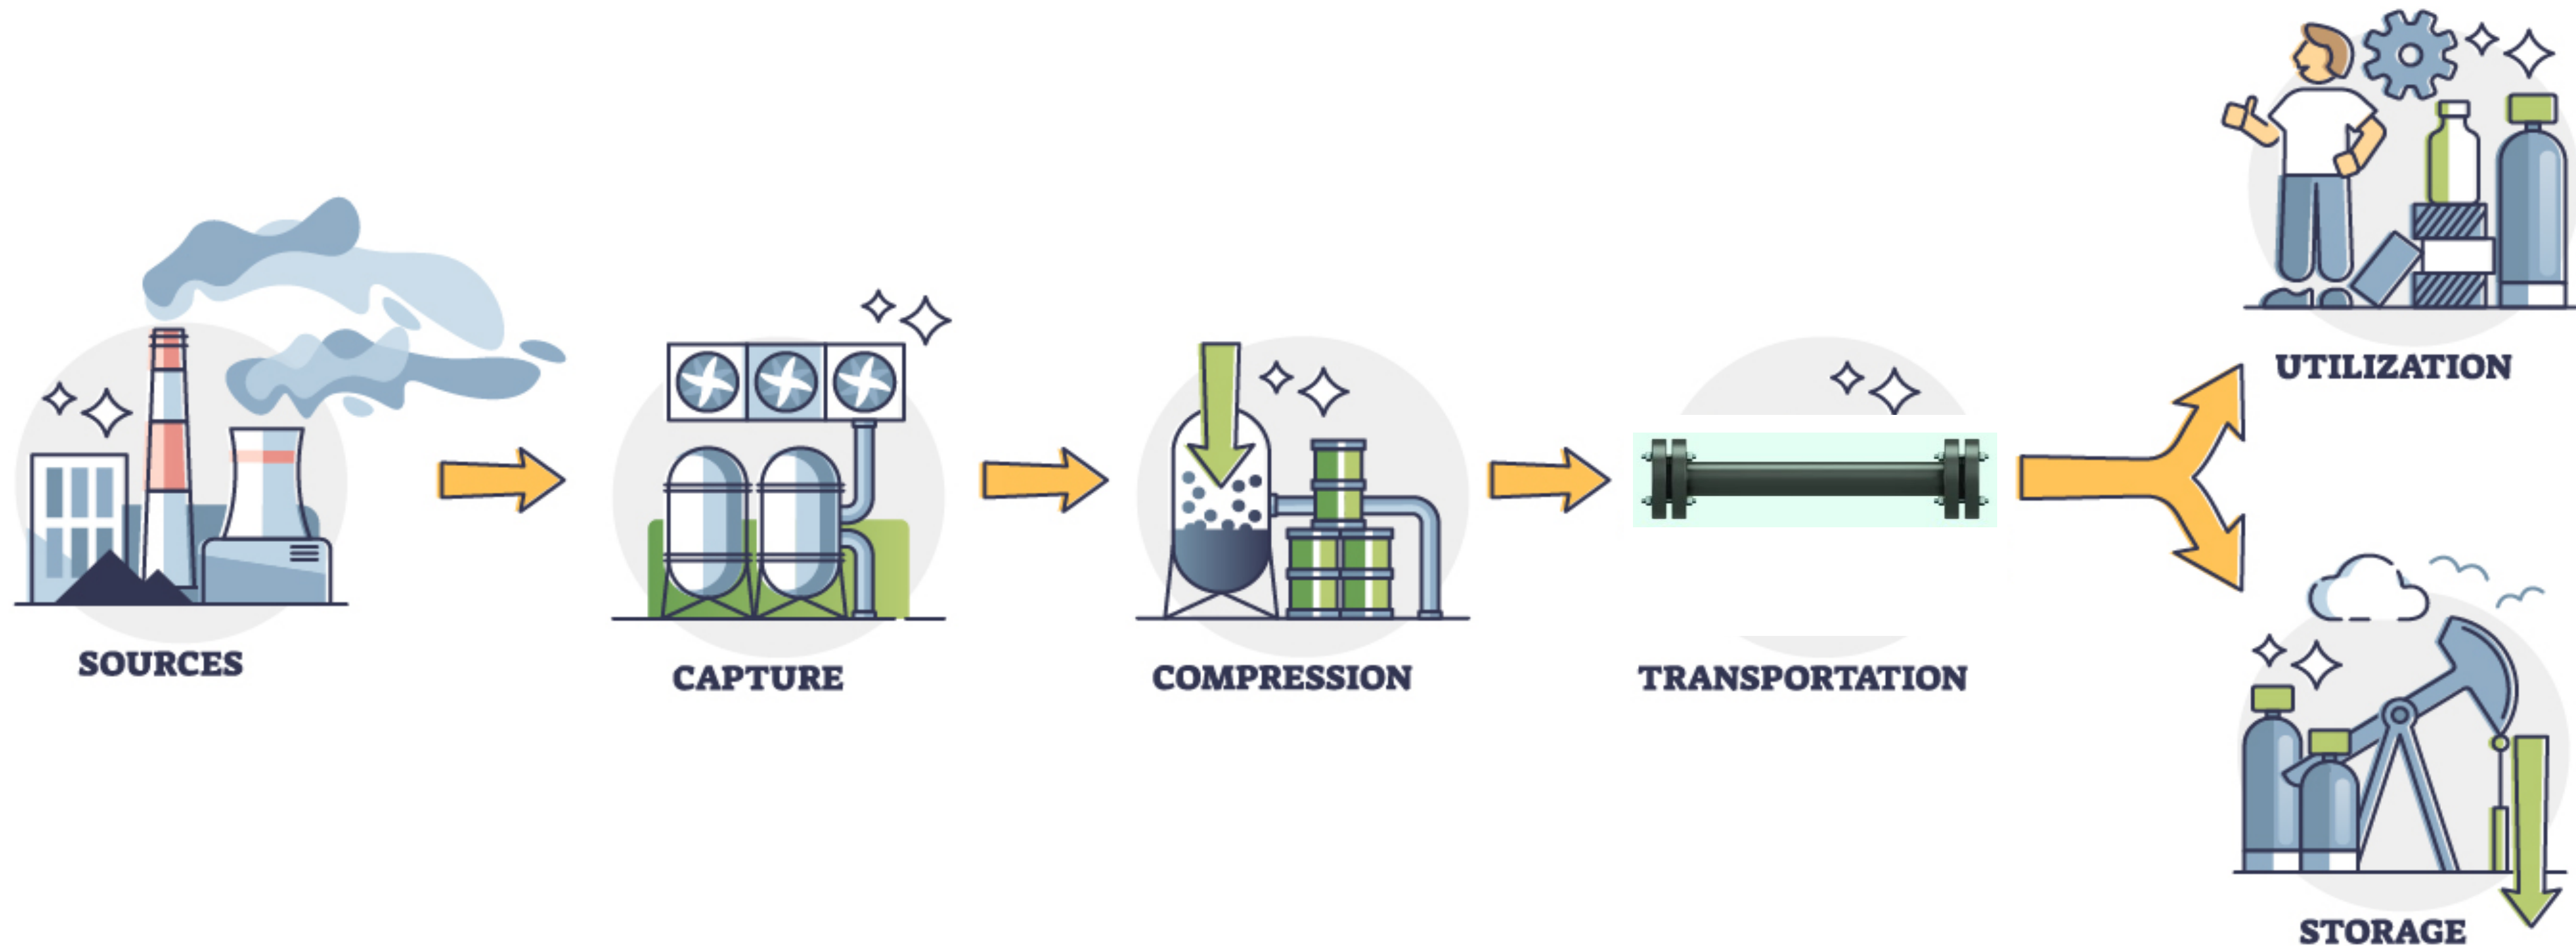 SOURCES
CAPTURE
COMPRESSION
TRANSPORTATION
UTILIZATION
STORAGE